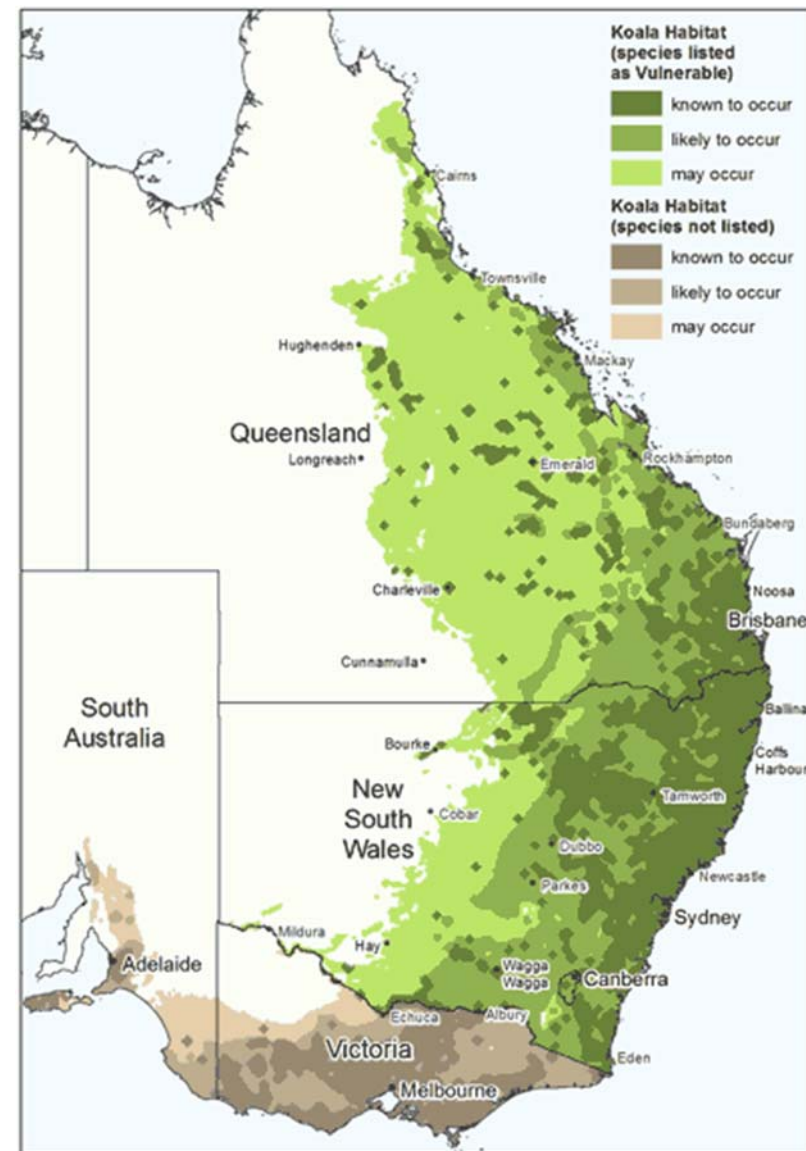 Koala Habitat
(species listed
as Vulnerable)
known to occur
likely to occur
may occur
Koala Habitat
(species not listed)
known to occur
likely to occur
may occur
Cairns
Townsville
Hughenden
Mackay
Queensland
Longreach
Emerald
Rockhampton
Bundaberg
Charleville
Noosa
Brisbane
Cunnamulla
South
Australia
Ballina
Bourke
Coffs
Harbour
New
South
Wales
Tamworth
Cobar
Dubbo
Parkes
Newcastle
Sydney
Mildura
Hay
Adelaide
Wagga
Wagga
Canberra
Echuca
Albury
Victoria
Eden
Melbourne